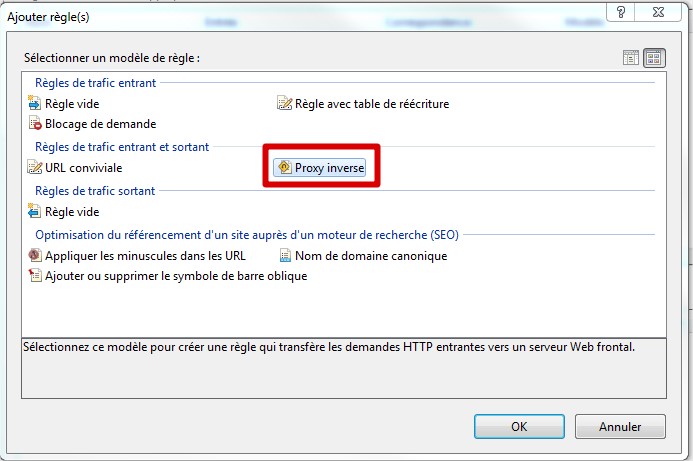 Ajouter règle(s)
Sélectionner un modèle de règle :
Règles de trafic entrant
Règle vide
Règle avec table de réécriture
Blocage de demande
Règles de trafic entrant et sortant
URL conviviale
Proxy inverse
Règles de trafic sortant
Règle vide
Optimisation du référencement d'un site auprès d'un moteur de recherche (SEO)
Appliquer les minuscules dans les URL
Nom de domaine canonique
Ajouter ou supprimer le symbole de barre oblique
Sélectionnez ce modèle pour créer une règle qui transfère les demandes HTTP entrantes vers un serveur Web frontal.
OK
Annuler